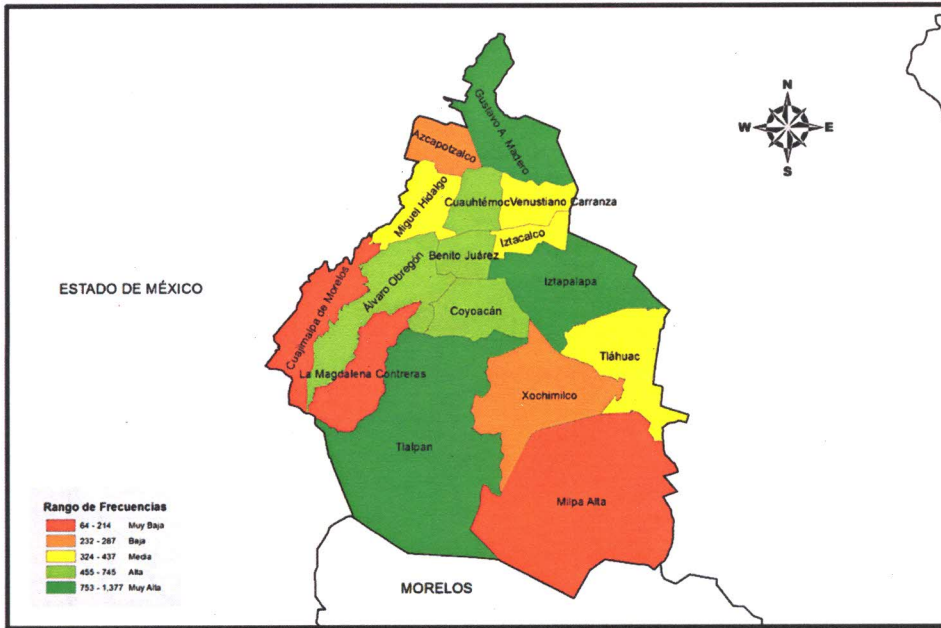 N
W E
S
Gustavo A. Madero
Azcapotzalco
Miguel Hidalgo
Cuauhtémoc
Venustiano Carranza
Iztacalco
Benito Juárez
Álvaro Obregón
Cuajimalpa de Morelos
Iztapalapa
ESTADO DE MÉXICO
Coyoacán
Tláhuac
La Magdalena Contreras
Xochimilco
Tlalpan
Milpa Alta
MORELOS
Rango de Frecuencias
64 - 214 Muy Baja
232 - 287 Baja
324 - 437 Media
455 - 745 Alta
753 - 1,377 Muy Alta